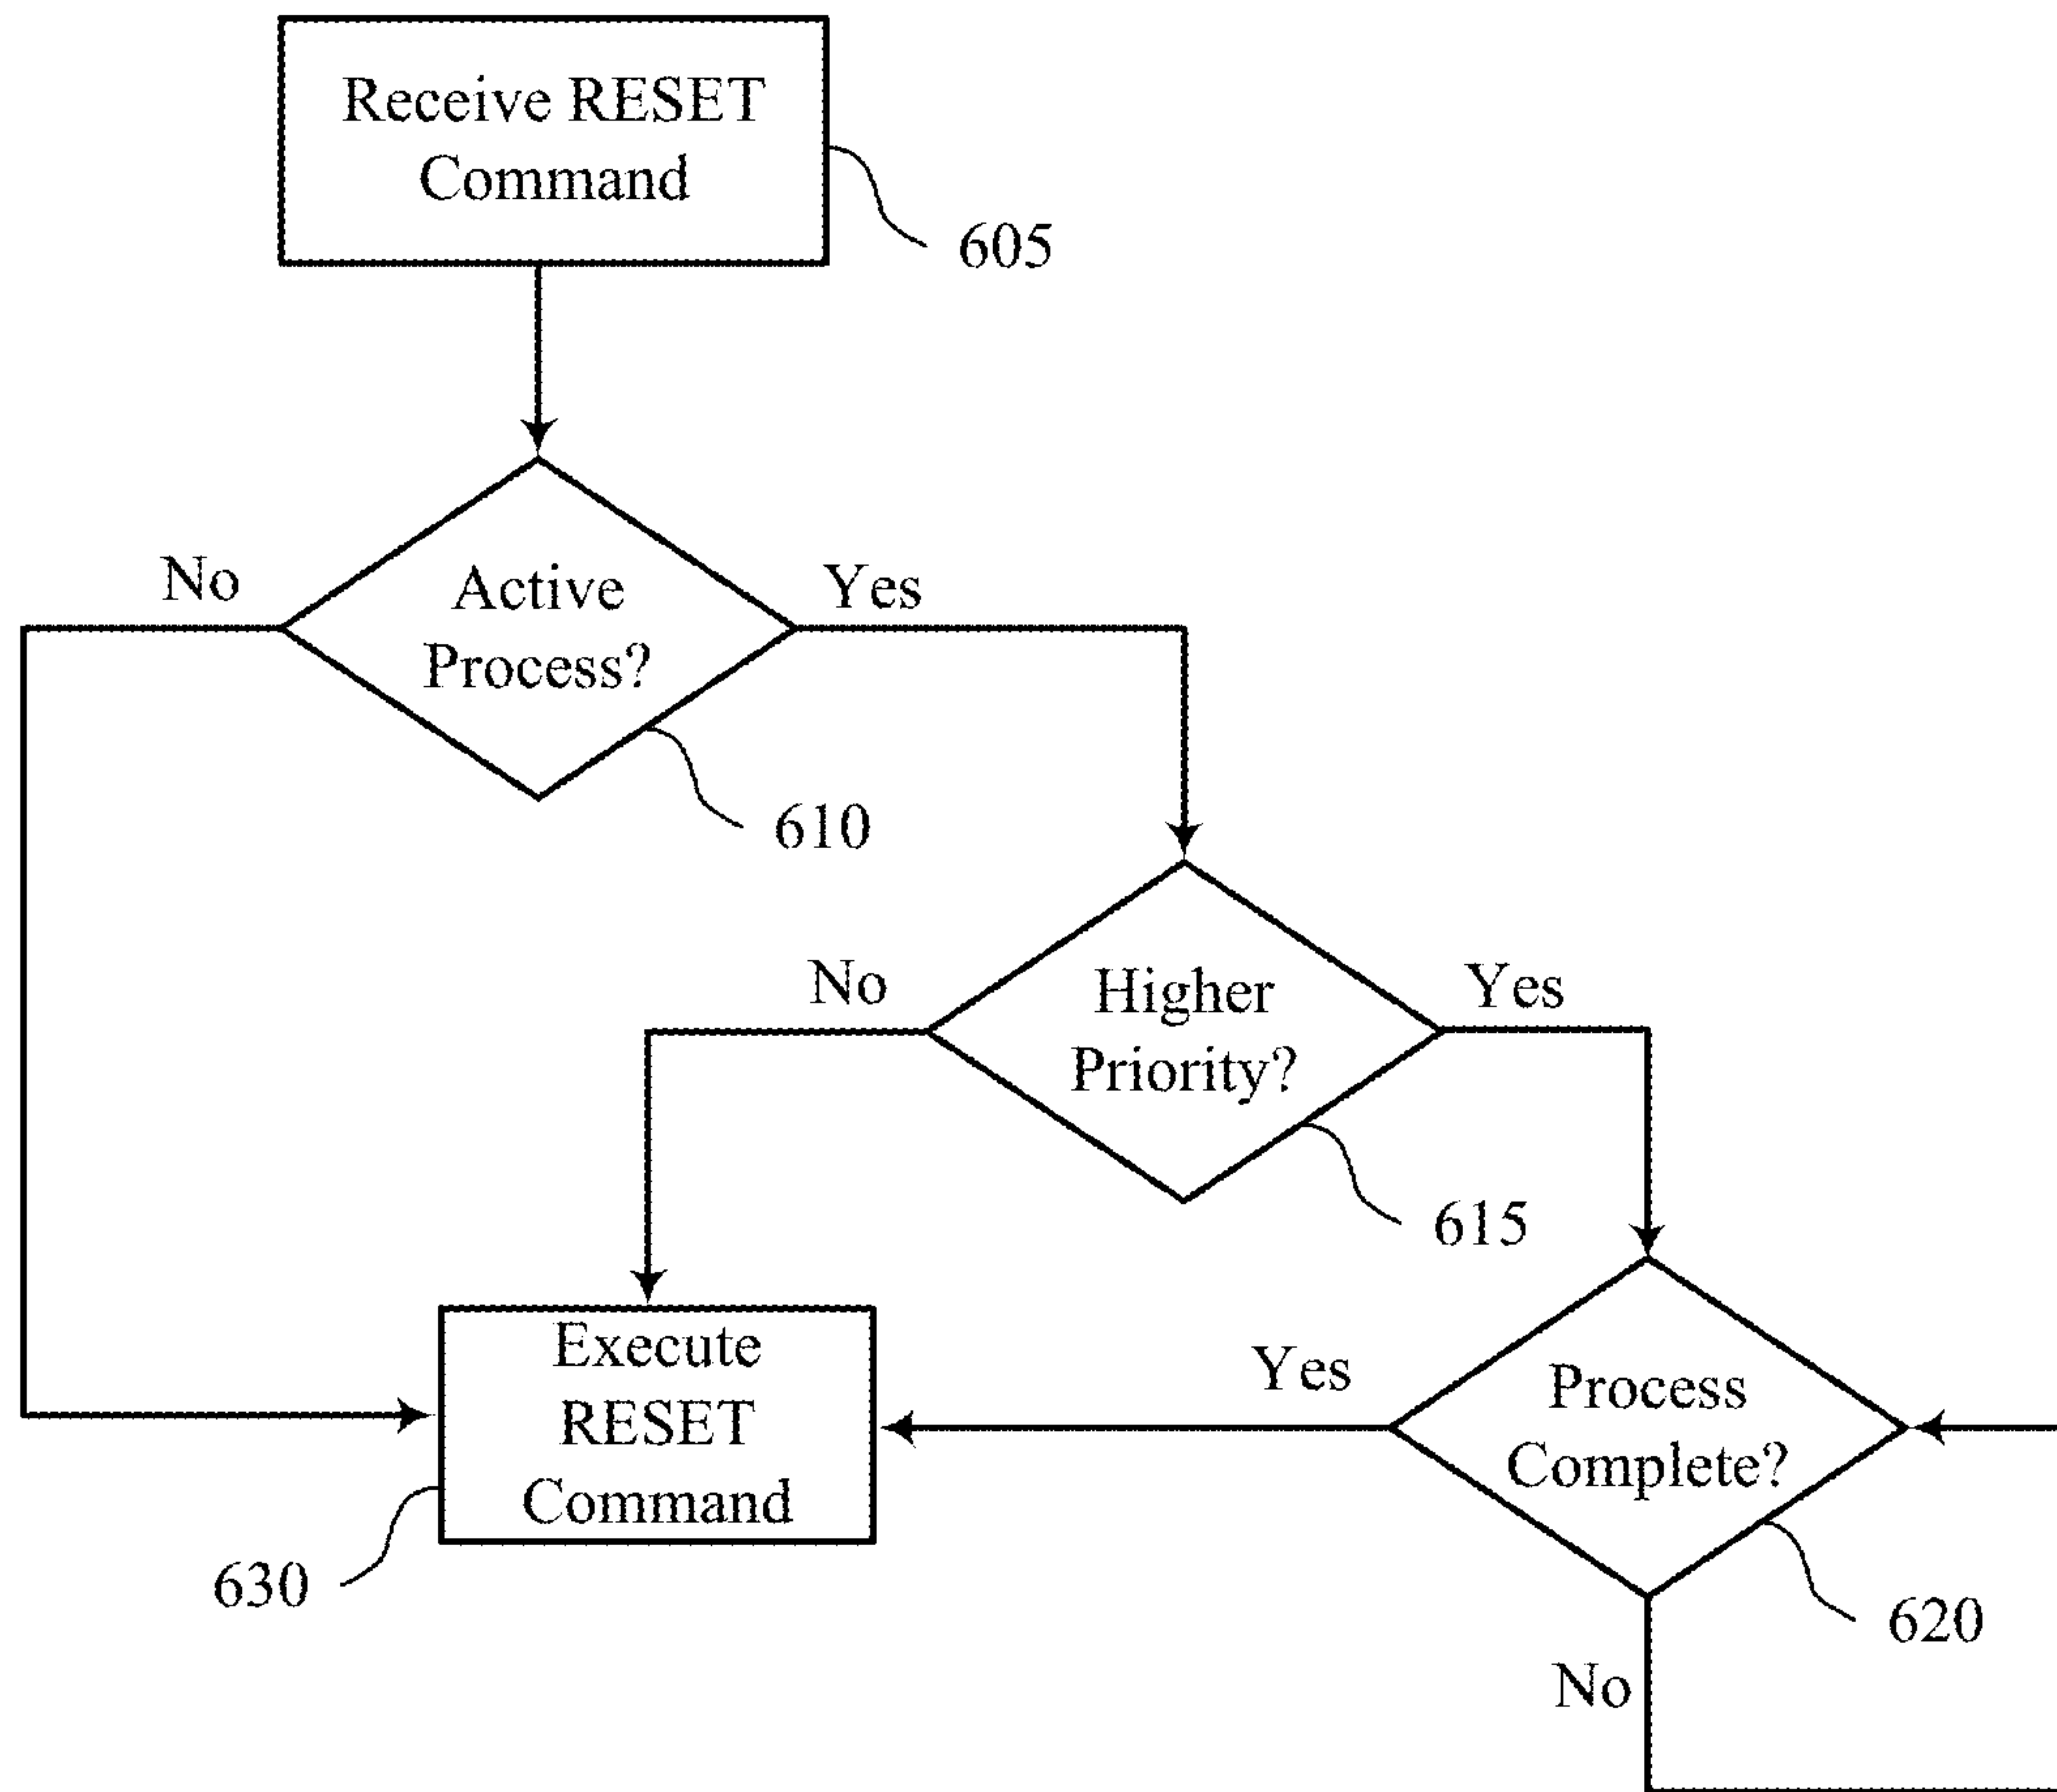 Receive RESET
Command
605
No
Active
Process?
Yes
610
No
Higher
Priority?
Yes
615
Execute
RESET
Command
630
Yes
Process
Complete?
620
No